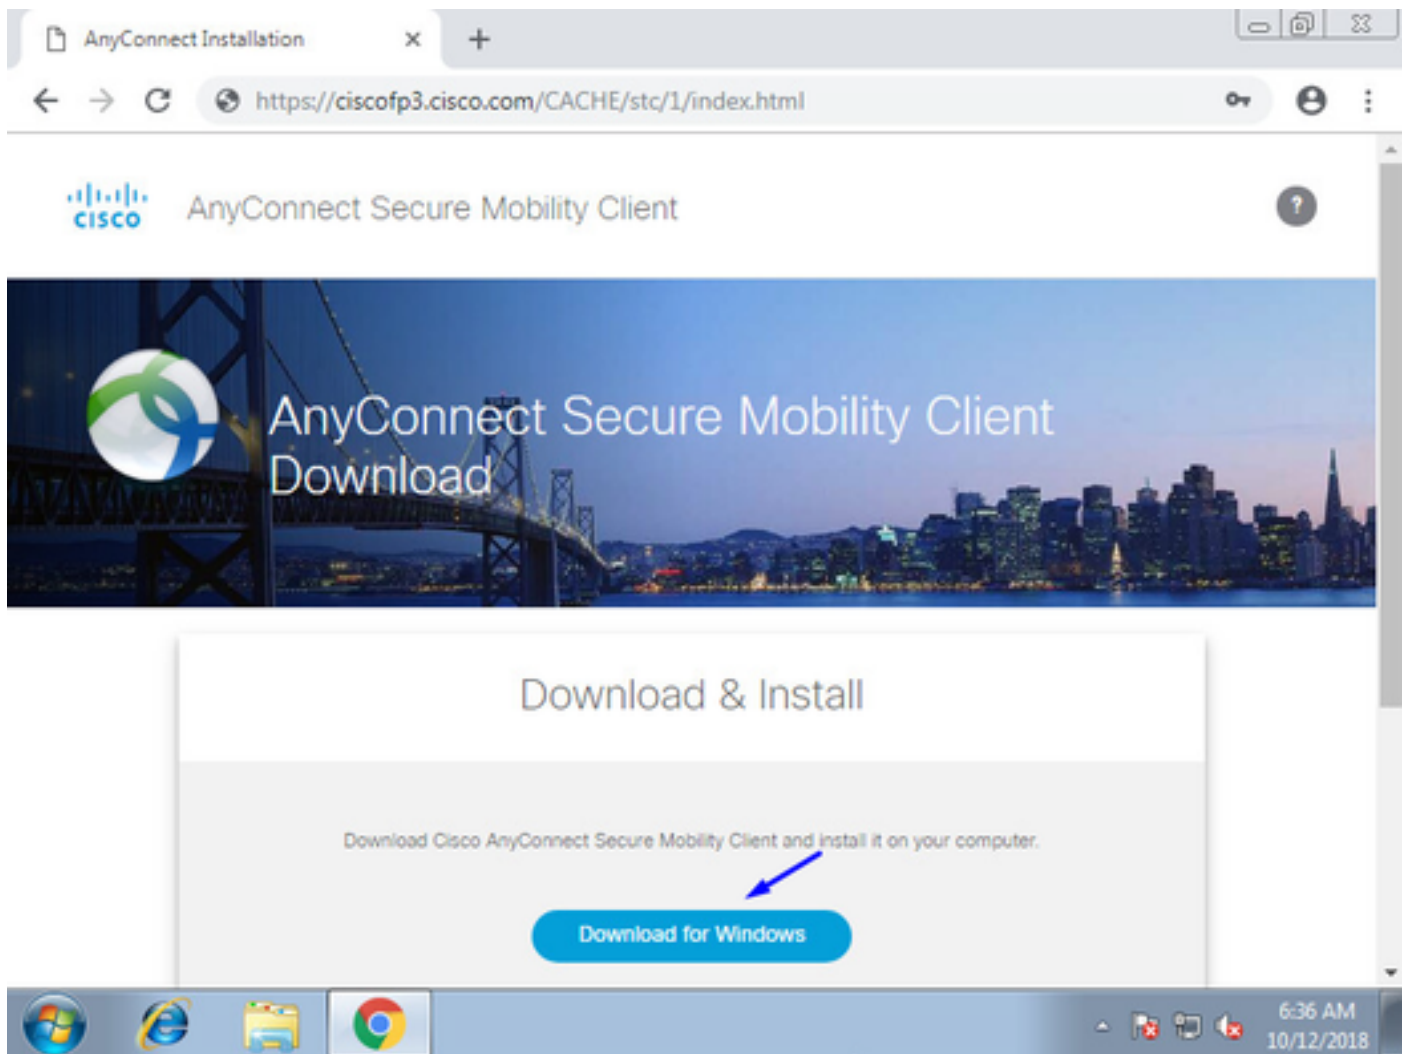 AnyConnect Installation
https://ciscofp3.cisco.com/CACHE/stc/1/index.html
CISCO
AnyConnect Secure Mobility Client
?
AnyConnect Secure Mobility Client
Download
Download & Install
Download Cisco AnyConnect Secure Mobility Client and install it on your computer.
Download for Windows
6:36 AM
10/12/2018